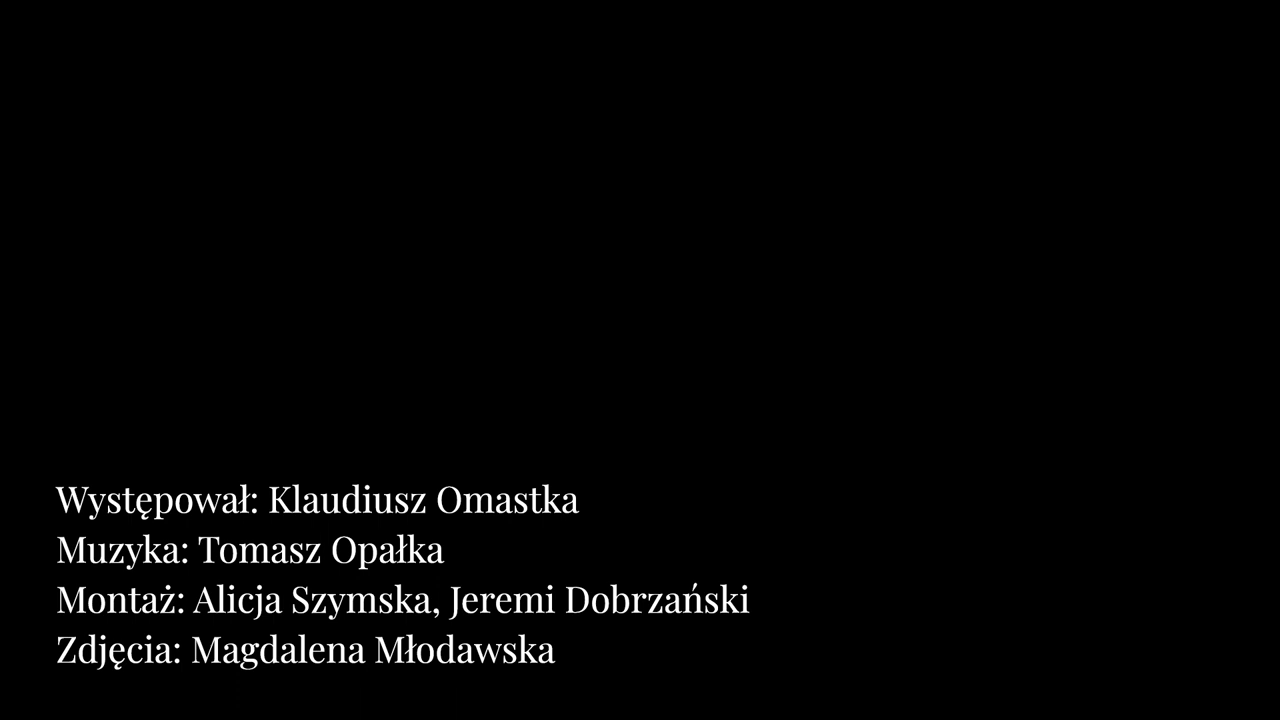 Występował: Klaudiusz Omastka
Muzyka: Tomasz Opałka
Montaż: Alicja Szymska, Jeremi Dobrzański
Zdjęcia: Magdalena Młodawska